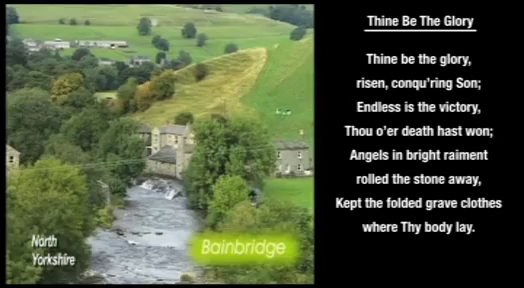 Thine Be The Glory
Thine be the glory,
risen, conqu'ring Son;
Endless is the victory,
Thou o'er death hast won;
Angels in bright raiment
rolled the stone away,
Kept the folded grave clothes
where Thy body lay.
North
Yorkshire
Bainbridge